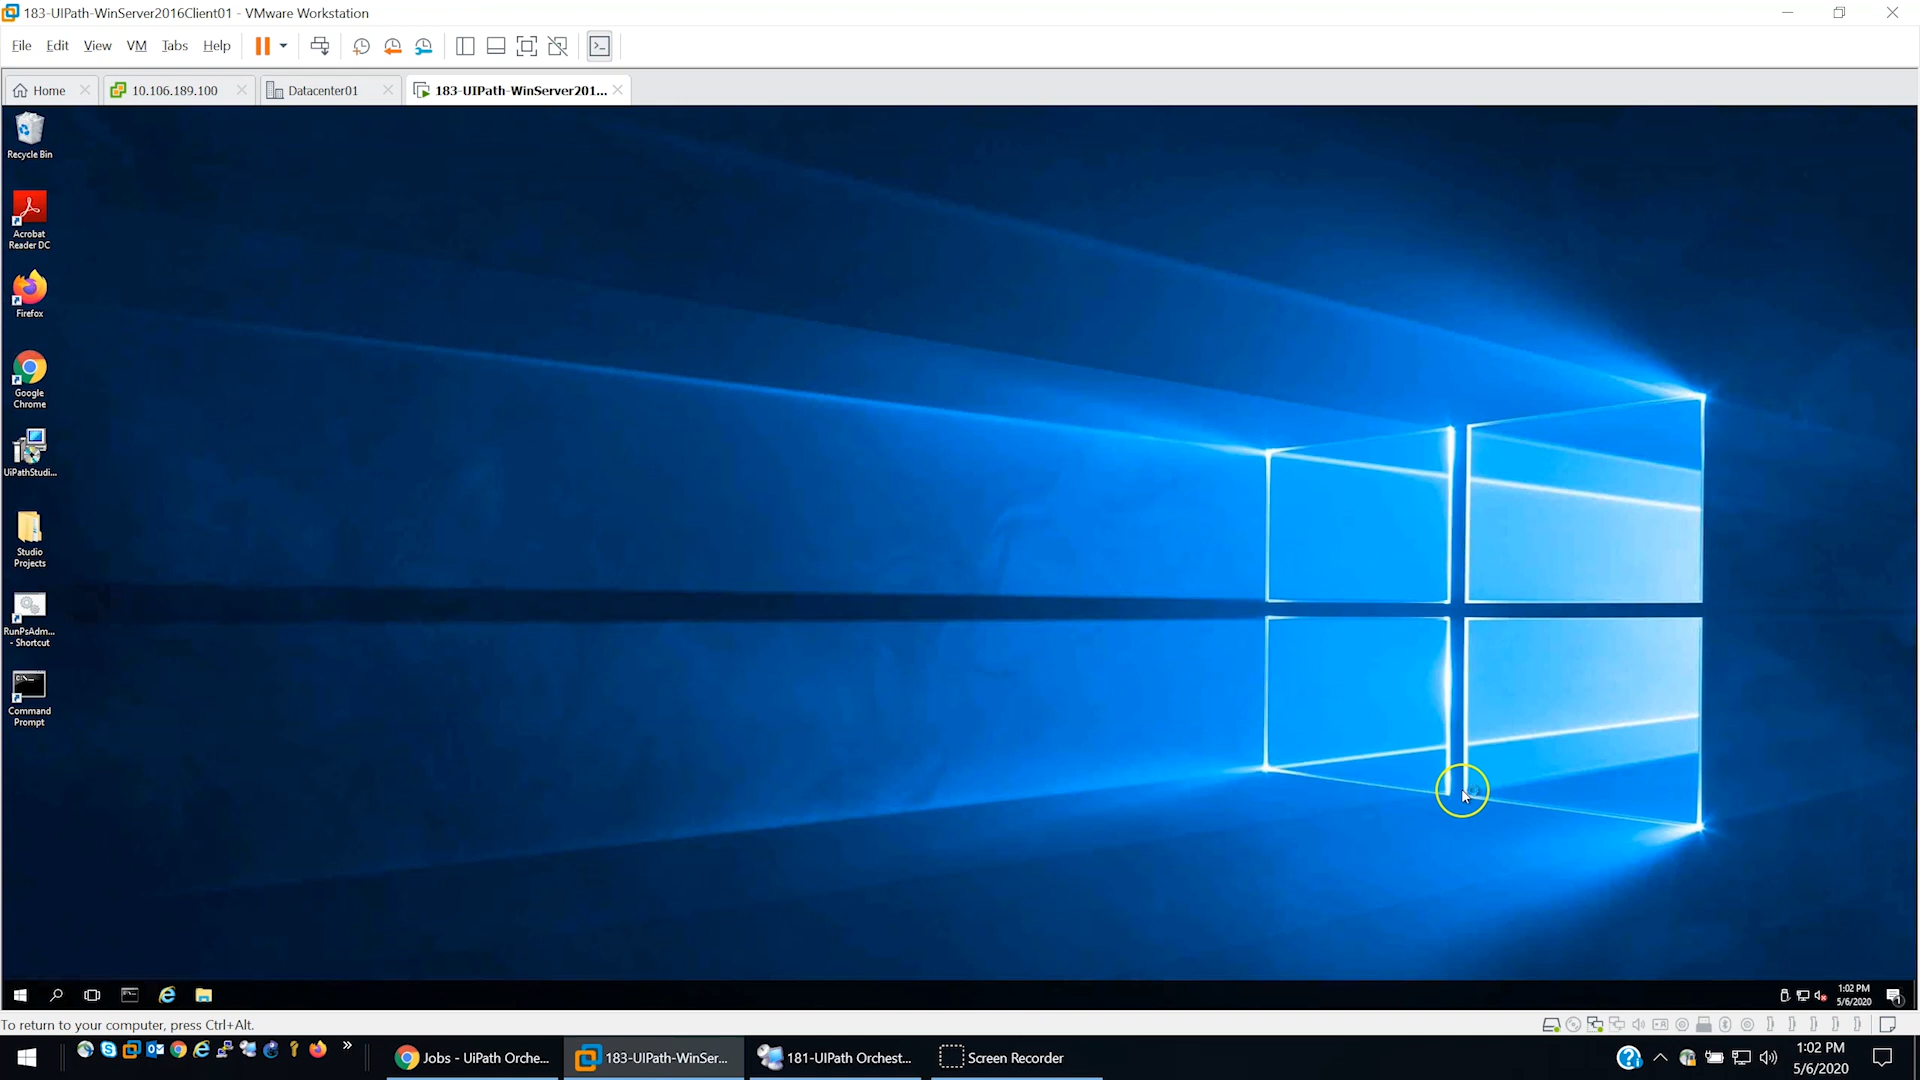 183-UIPath-WinServer2016Client01 - VMware Workstation
File Edit View VM Tabs Help
Home 10.106.189.100 Datacenter01 183-UIPath-WinServer201...
Recycle Bin
Acrobat
Reader DC
Firefox
Google
Chrome
UiPathStudi...
Studio
Projects
RunPsAdm...
- Shortcut
Command
Prompt
1:02 PM
5/6/2020
To return to your computer, press Ctrl+Alt.
Jobs - UiPath Orche... 183-UIPath-WinSer... 181-UIPath Orchest... Screen Recorder
1:02 PM
5/6/2020